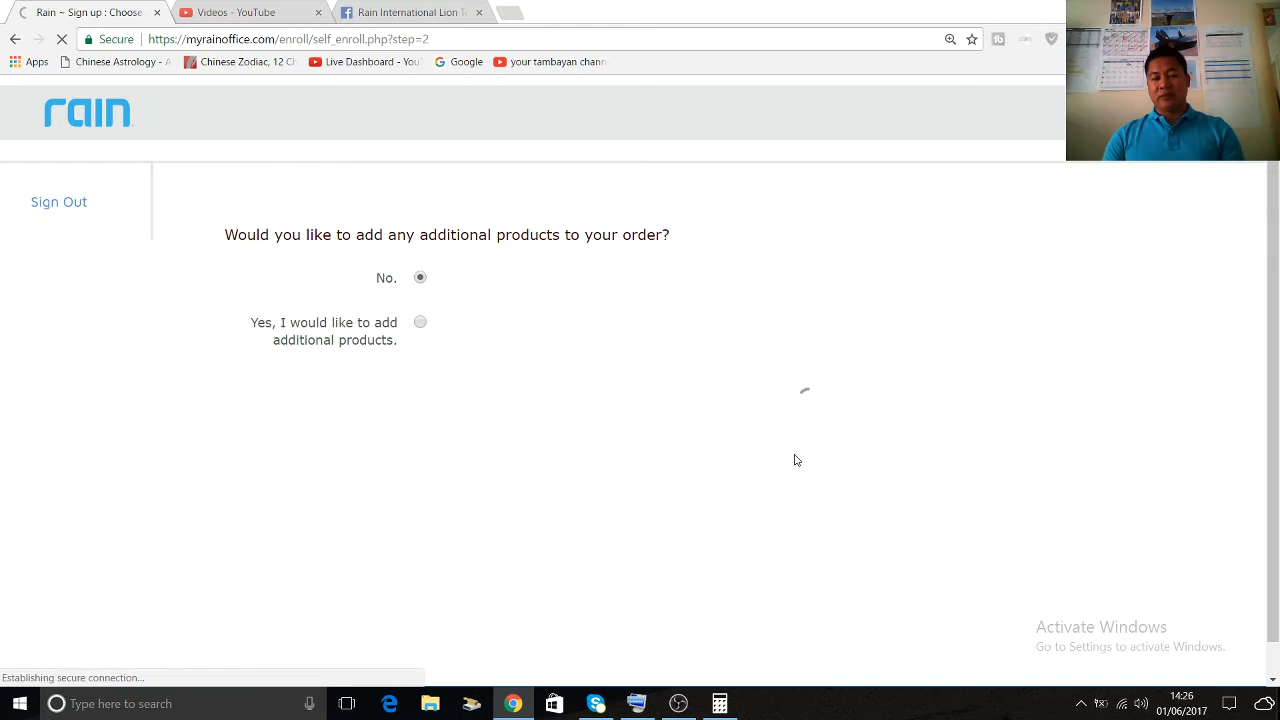 Rain ~ Sign up : Choose
Videos - YouTube
Rain International Lion T
Secure
https://myrainoffice.com/enroll/self_enroll.php?step
Apps
Chinese Astrology - A
Chinese Zodiac, 12 C
Live Dashboard - W
Google
your tambayan chann
rain
Sign Out
Would you like to add any additional products to your order?
No.
Yes, I would like to add
additional products.
Activate Windows
Go to Settings to activate Windows.
Establishing secure connection...
Type here to search
14:26
01/06/2017